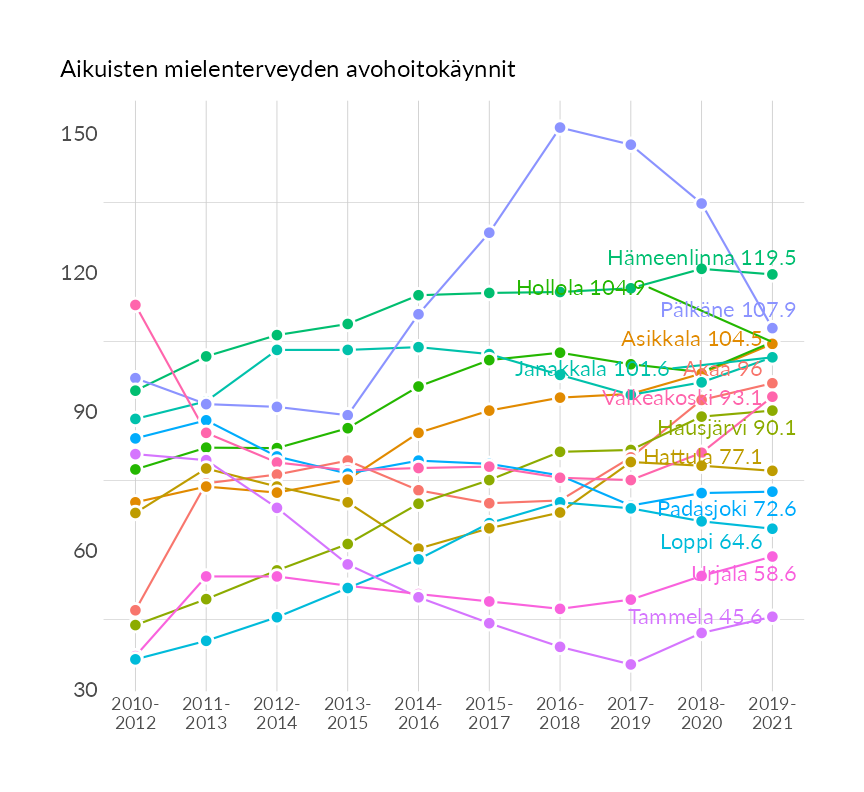 Aikuisten mielenterveyden avohoitokäynnit
150
120
90
60
30
Hämeenlinna 119.5
Hollola 104.9
Pälkäne 107.9
Asikkala 104.5
Janakkala 101.6
Akaa 96
Valkeakoski 93.1
Hausjärvi 90.1
Hattula 77.1
Padasjoki 72.6
Loppi 64.6
Urjala 58.6
Tammela 45.6
2010-
2012
2011-
2013
2012-
2014
2013-
2015
2014-
2016
2015-
2017
2016-
2018
2017-
2019
2018-
2020
2019-
2021